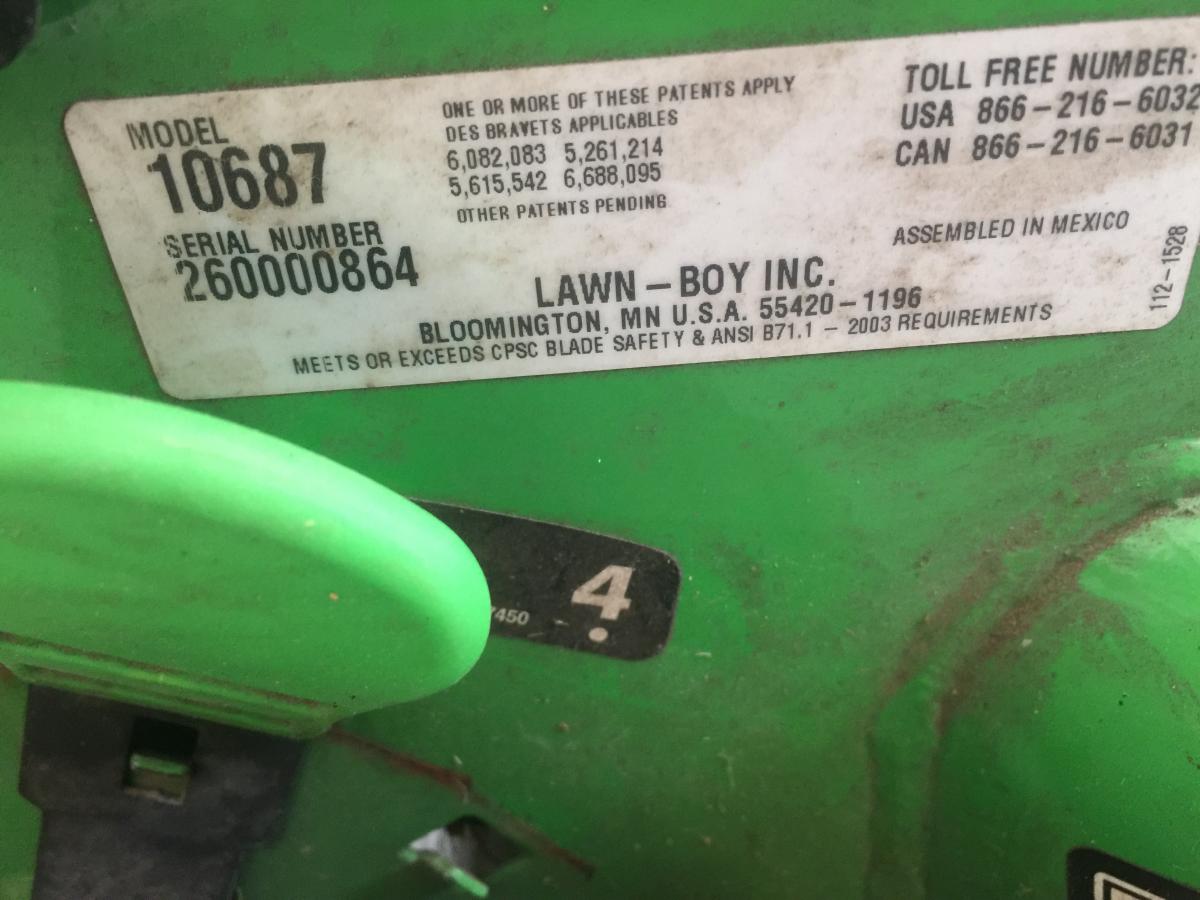 MODEL
10687
SERIAL NUMBER
260000864
ONE OR MORE OF THESE PATENTS APPLY
DES BRAVETS APPLICABLES
6,082,083 5,261,214
5,615,542 6,688,095
OTHER PATENTS PENDING
TOLL FREE NUMBER:
USA 866-216-6032
CAN 866-216-6031
ASSEMBLED IN MEXICO
112-1528
LAWN-BOY INC.
BLOOMINGTON, MN U.S.A. 55420-1196
MEETS OR EXCEEDS CPSC BLADE SAFETY & ANSI B71.1 - 2003 REQUIREMENTS
4
7450